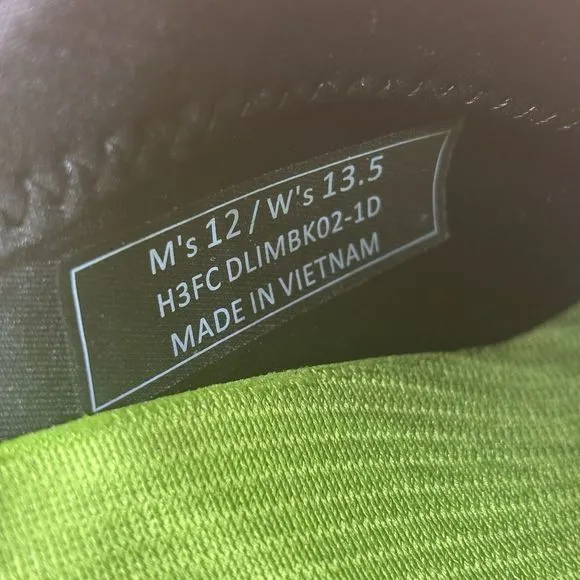 M's 12 / W's 13.5
H3FC DLIMBK02-1D
MADE IN VIETNAM